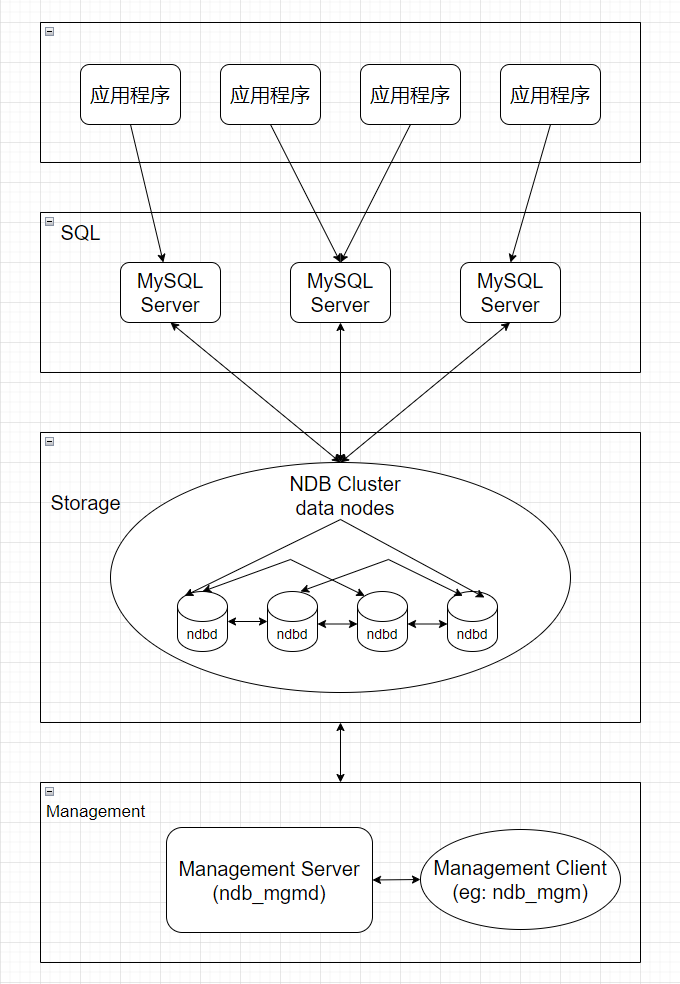 应用程序
应用程序
应用程序
应用程序
SQL
MySQL
Server
MySQL
Server
MySQL
Server
Storage
NDB Cluster
data nodes
ndbd
ndbd
ndbd
ndbd
Management
Management Server
(ndb_mgmd)
Management Client
(eg: ndb_mgm)